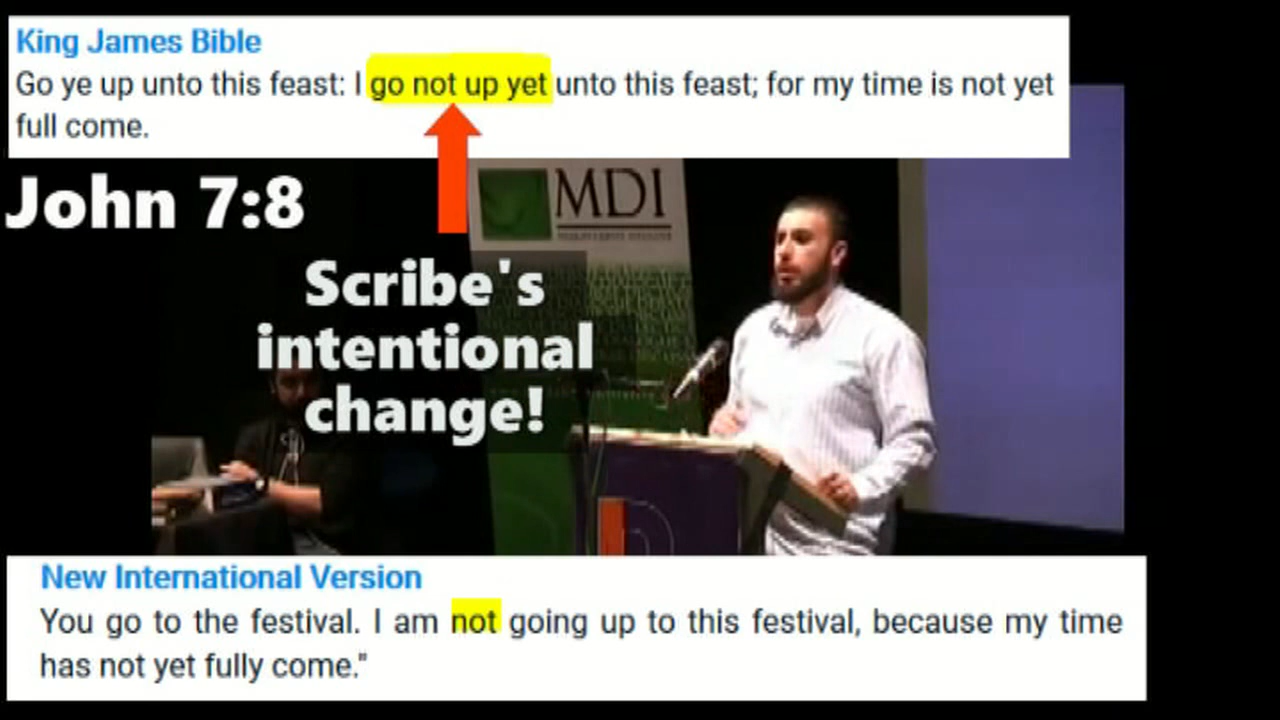 King James Bible
Go ye up unto this feast: I go not up yet unto this feast; for my time is not yet
full come.
John 7:8
MDI
Scribe's
intentional
change!
New International Version
You go to the festival. I am not going up to this festival, because my time
has not yet fully come."